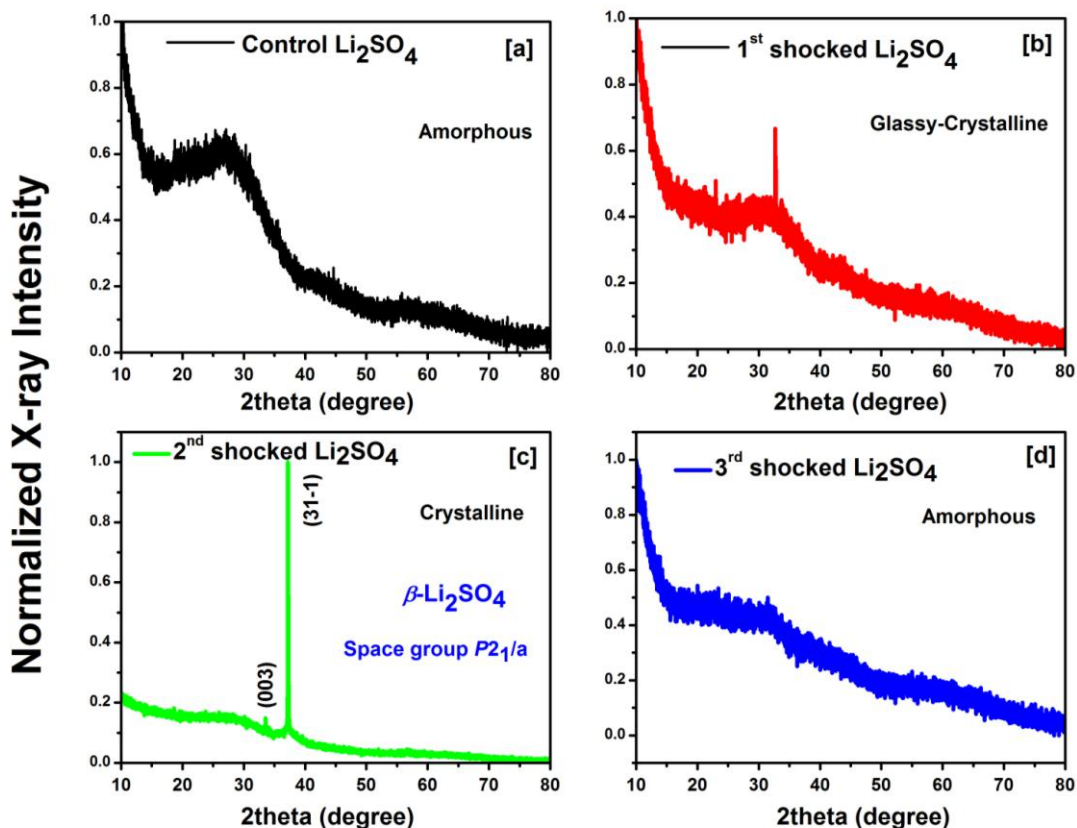 Normalized X-ray Intensity
Control Li2SO4
[a]
Amorphous
1.0
0.8
0.6
0.4
0.2
0.0
10 20 30 40 50 60 70 80
2theta (degree)
1st shocked Li2SO4
[b]
Glassy-Crystalline
1.0
0.8
0.6
0.4
0.2
0.0
10 20 30 40 50 60 70 80
2theta (degree)
2nd shocked Li2SO4
[c]
Crystalline
β-Li2SO4
Space group P21/a
(003)
(31-1)
1.0
0.8
0.6
0.4
0.2
0.0
10 20 30 40 50 60 70 80
2theta (degree)
3rd shocked Li2SO4
[d]
Amorphous
1.0
0.8
0.6
0.4
0.2
0.0
10 20 30 40 50 60 70 80
2theta (degree)